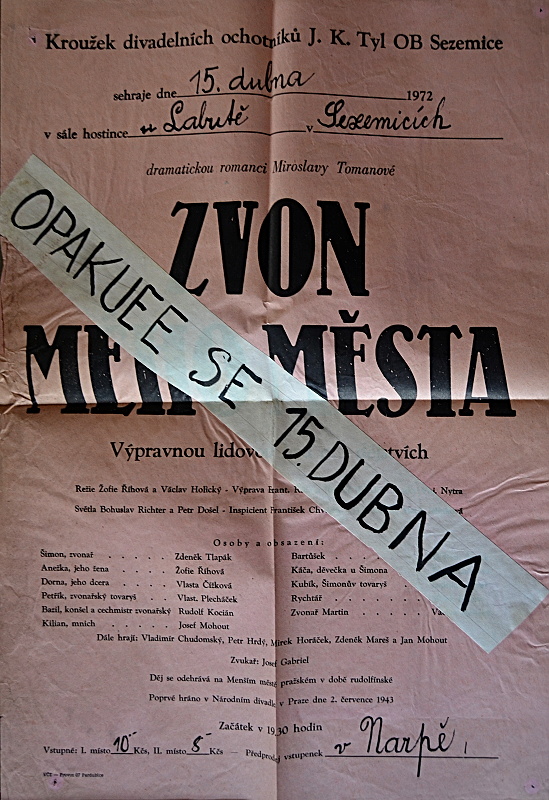 Kroužek divadelních ochotníků J. K. Tyl OB Sezemice
sehraje dne 15. dubna 1972
v sále hostince u Labutě v Sezemicích
dramatickou romanci Miroslavy Tomanové
ZVON
MĚSTA
OPAKUEE SE 15. DUBNA
Výpravnou
Režie Žofie Říhová a Václav Holický - Výprava Frant. Nytra
Světla Bohuslav Richter a Petr Došel - Inspicient František
Osoby a obsazení:
Šimon, zvonař . . . . . Zdeněk Tlapák
Anežka, jeho žena . . . . Žofie Říhová
Dorna, jeho dcera . . . . Vlasta Čížková
Petřík, zvonařský tovaryš . . Vlast. Plecháček
Bazil, konšel a cechmistr zvonařský Rudolf Kocián
Kilian, mnich . . . . . Josef Mohout
Bartůšek . .
Káča, děvečka u Šimona
Kubík, Šimonův tovaryš
Rychtář . . . .
Zvonař Martin . .
Dále hrají: Vladimír Chudomský, Petr Hrdý, Mirek Horáček, Zdeněk Mareš a Jan Mohout
Zvukař: Josef Gabriel
Děj se odehrává na Menším městě pražském v době rudolfinské
Poprvé hráno v Národním divadle v Praze dne 2. července 1943
Začátek v 19,30 hodin
Vstupné: I. místo 10 Kčs, II. místo 8 Kčs — Předprodej vstupenek v Narpě